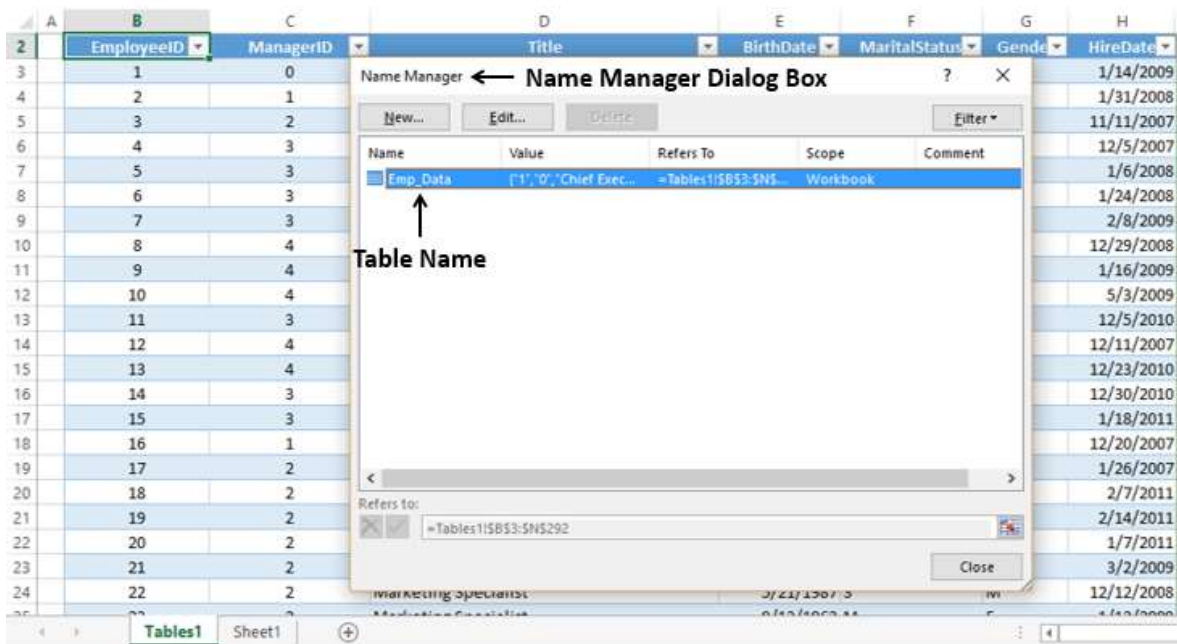 A B C D E F G H
2 EmployeeID ManagerID Title BirthDate MaritalStatus Gende HireDate
3 1 0 1/14/2009
4 2 1 1/31/2008
5 3 2 11/11/2007
6 4 3 12/5/2007
7 5 3 1/6/2008
8 6 3 1/24/2008
9 7 3 2/8/2009
10 8 4 12/29/2008
11 9 4 1/16/2009
12 10 4 5/3/2009
13 11 3 12/5/2010
14 12 4 12/11/2007
15 13 4 12/23/2010
16 14 3 12/30/2010
17 15 3 1/18/2011
18 16 1 12/20/2007
19 17 2 1/26/2007
20 18 2 2/7/2011
21 19 2 2/14/2011
22 20 2 1/7/2011
23 21 2 3/2/2009
24 22 2 Marketing Specialist 5/21/1987 S M 12/12/2008
Name Manager Name Manager Dialog Box ?
New... Edit... Delete Filter
Name Value Refers To Scope Comment
Emp_Data {"1","0","Chief Exec... =Tables1!$B$3:$N$... Workbook
Table Name
Refers to:
=Tables1!$B$3:$N$292
Close
Tables1 Sheet1